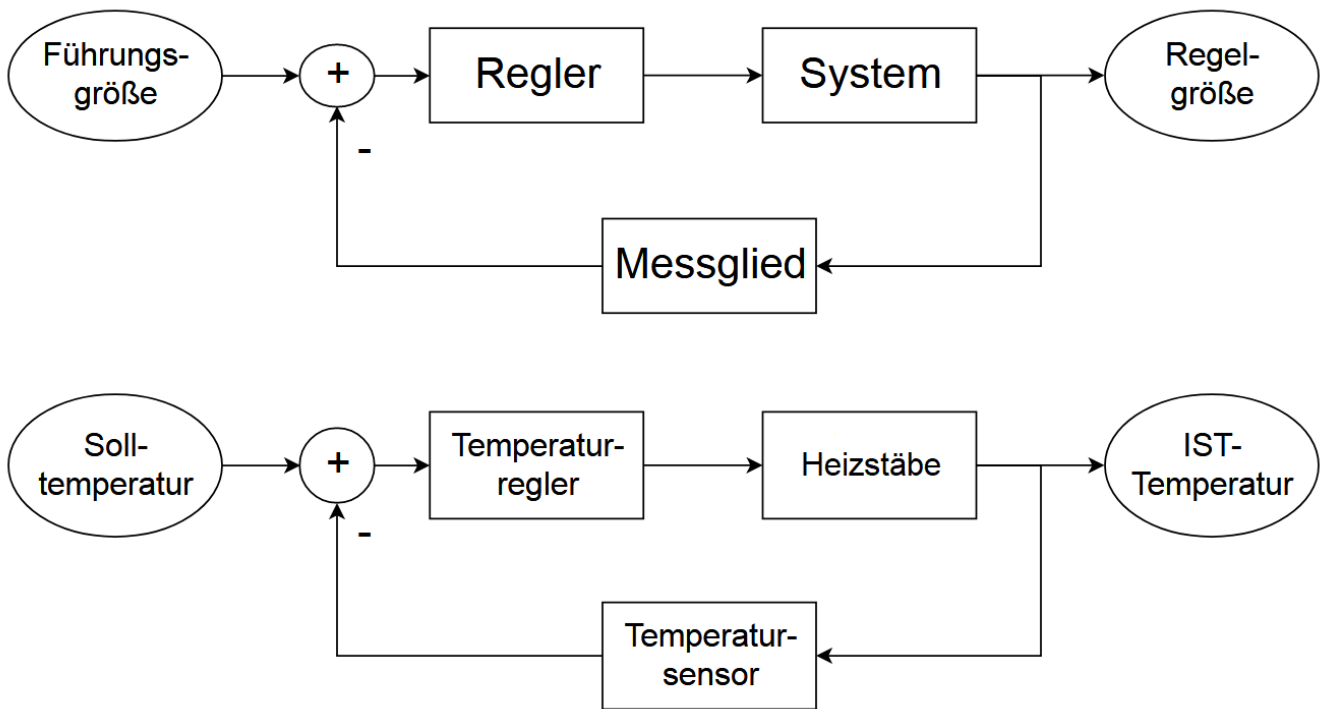 Führungs-
größe
+
Regler
System
Regel-
größe
-
Messglied
Soll-
temperatur
+
Temperatur-
regler
Heizstäbe
IST-
Temperatur
-
Temperatur-
sensor